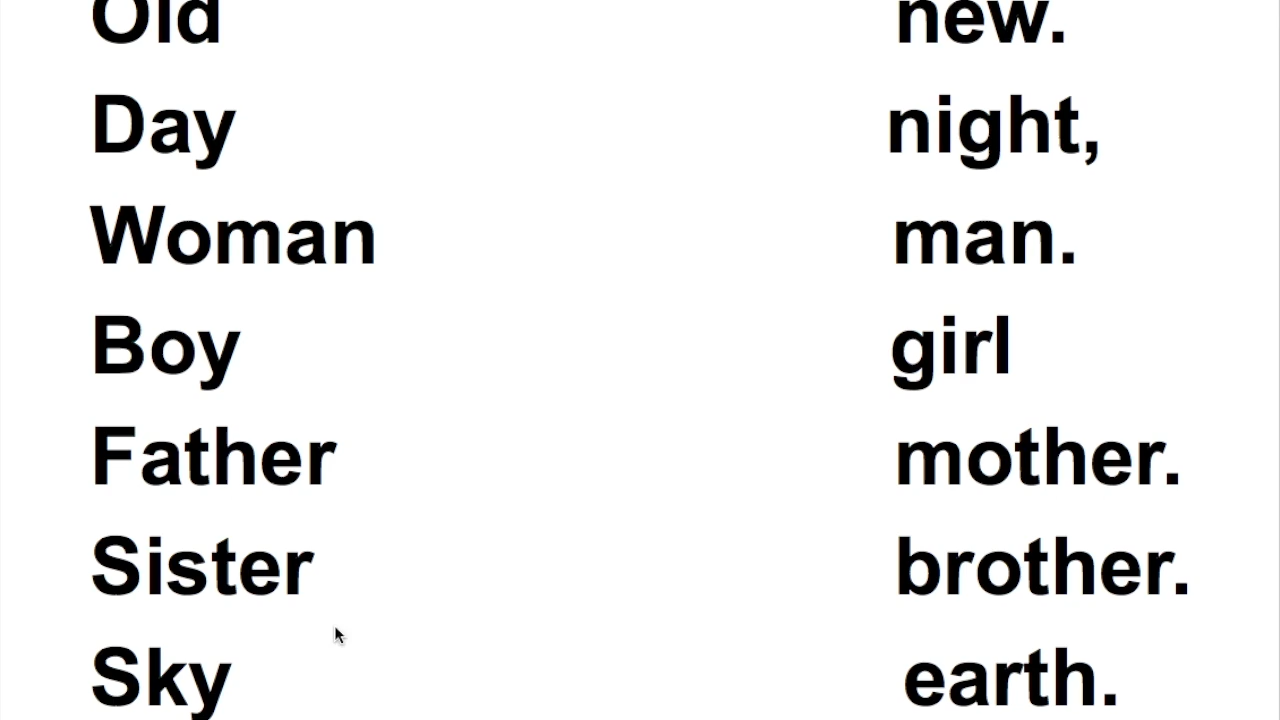 Old new.
Day night,
Woman man.
Boy girl
Father mother.
Sister brother.
Sky earth.